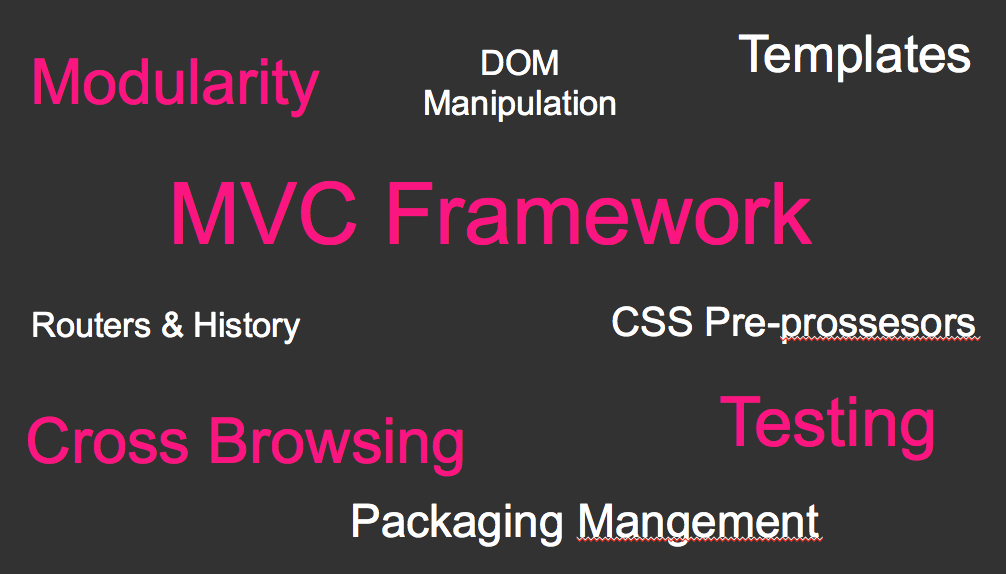 Modularity
DOM
Manipulation
Templates
MVC Framework
Routers & History
CSS Pre-prossesors
Cross Browsing
Testing
Packaging Mangement